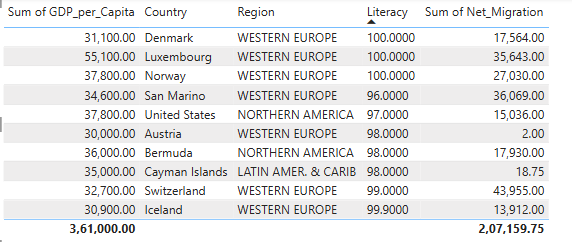 Sum of GDP_per_Capita Country Region Literacy Sum of Net_Migration
31,100.00 Denmark WESTERN EUROPE 100.0000 17,564.00
55,100.00 Luxembourg WESTERN EUROPE 100.0000 35,643.00
37,800.00 Norway WESTERN EUROPE 100.0000 27,030.00
34,600.00 San Marino WESTERN EUROPE 96.0000 36,069.00
37,800.00 United States NORTHERN AMERICA 97.0000 15,036.00
30,000.00 Austria WESTERN EUROPE 98.0000 2.00
36,000.00 Bermuda NORTHERN AMERICA 98.0000 17,930.00
35,000.00 Cayman Islands LATIN AMER. & CARIB 98.0000 18.75
32,700.00 Switzerland WESTERN EUROPE 99.0000 43,955.00
30,900.00 Iceland WESTERN EUROPE 99.9000 13,912.00
3,61,000.00 2,07,159.75